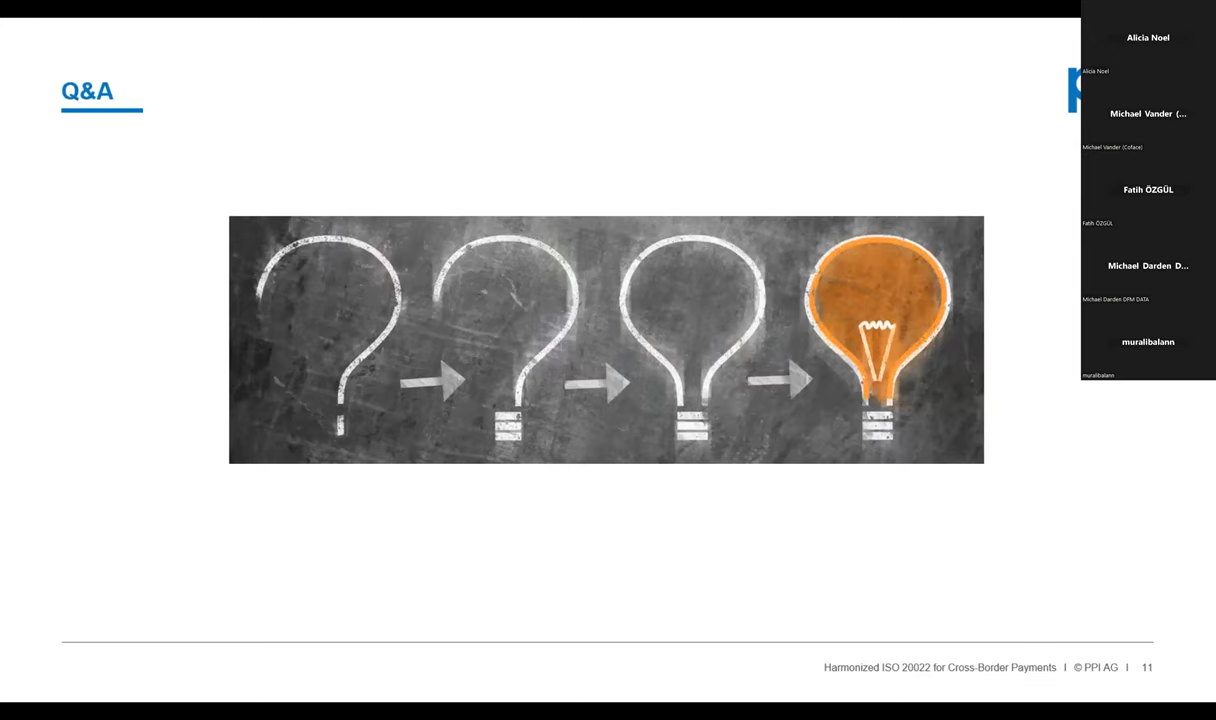 Q&A
Alicia Noel
Alicia Noel
Michael Vander (...
Michael Vander (Coface)
Fatih ÖZGÜL
Fatih ÖZGÜL
Michael Darden D...
Michael Darden DFM DATA
muralibalann
muralibalann
Harmonized ISO 20022 for Cross-Border Payments I © PPI AG I 11